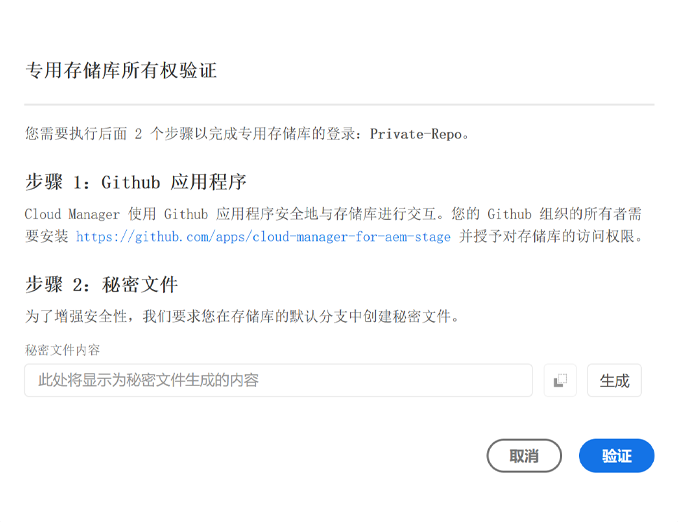 专用存储库所有权验证
您需要执行后面 2 个步骤以完成专用存储库的登录：Private-Repo。
步骤 1：Github 应用程序
Cloud Manager 使用 Github 应用程序安全地与存储库进行交互。您的 Github 组织的所有者需
要安装 https://github.com/apps/cloud-manager-for-aem-stage 并授予对存储库的访问权限。
步骤 2：秘密文件
为了增强安全性，我们要求您在存储库的默认分支中创建秘密文件。
秘密文件内容
此处将显示为秘密文件生成的内容
生成
取消
验证